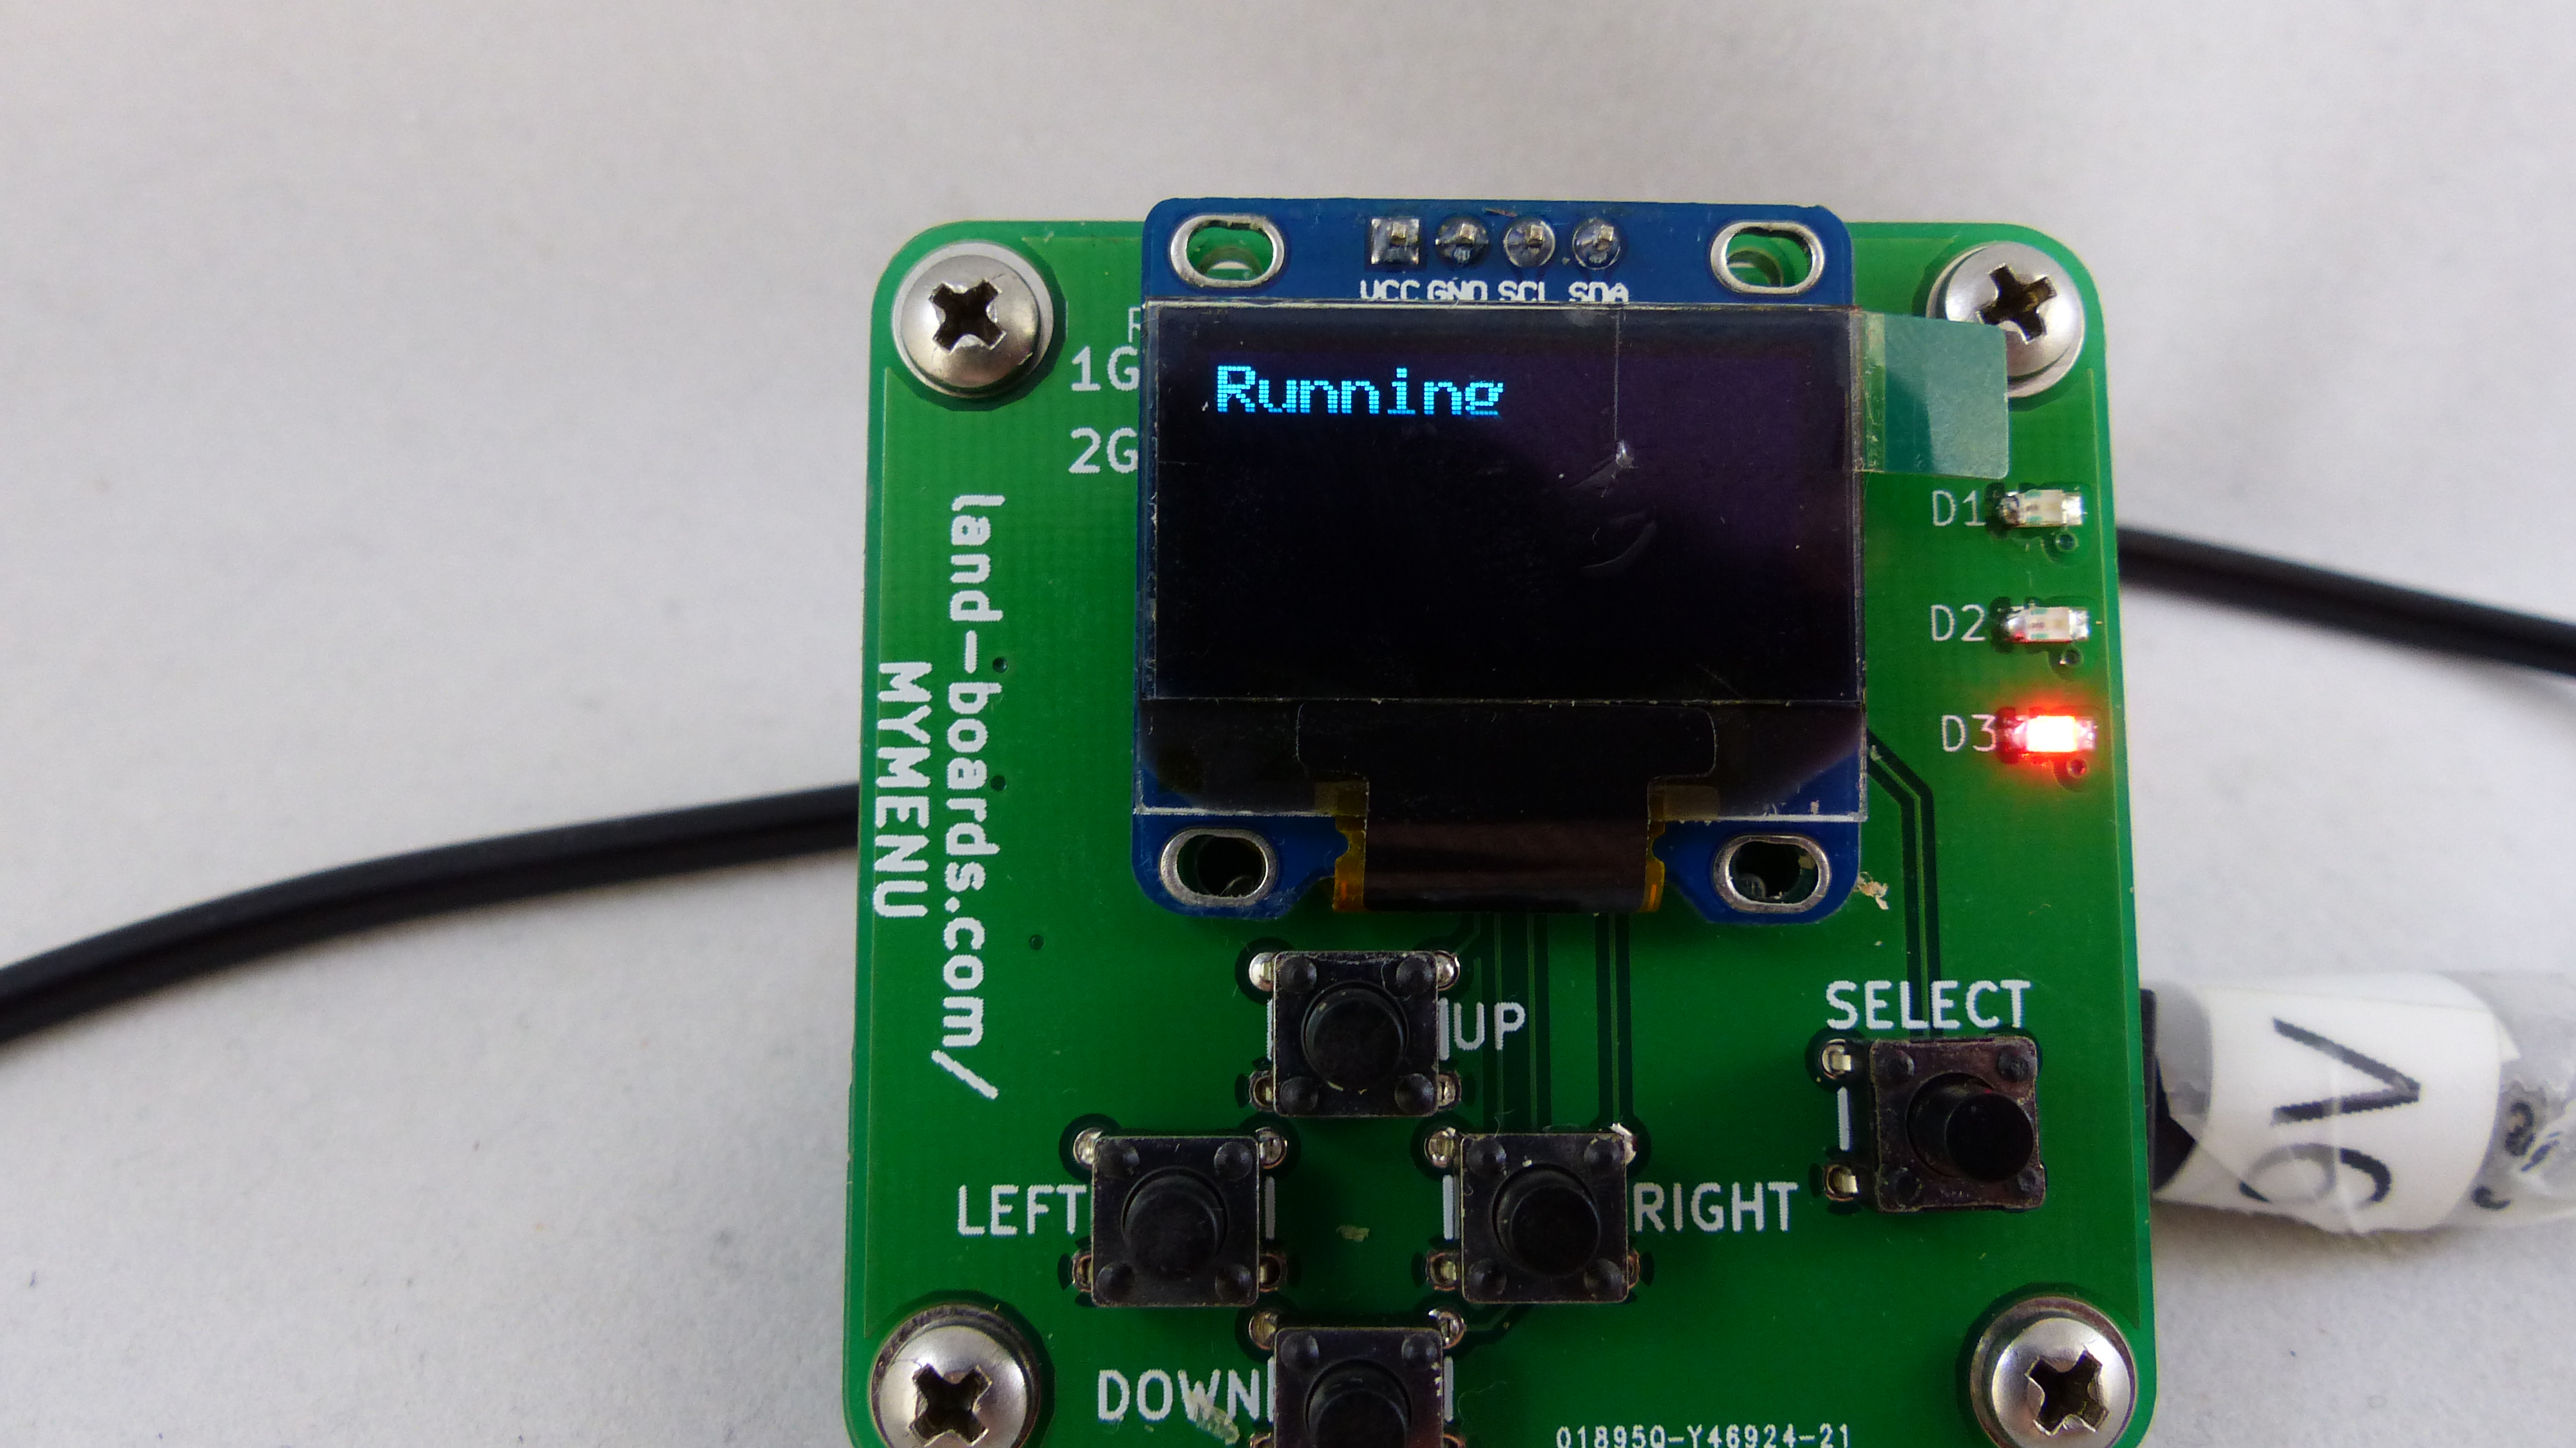 VCC GND SCL SDA
1G
2G
Running
D1
D2
D3
land-boards.com/
MYMENU
UP
SELECT
LEFT
RIGHT
DOWN
9V
018950-Y46924-21